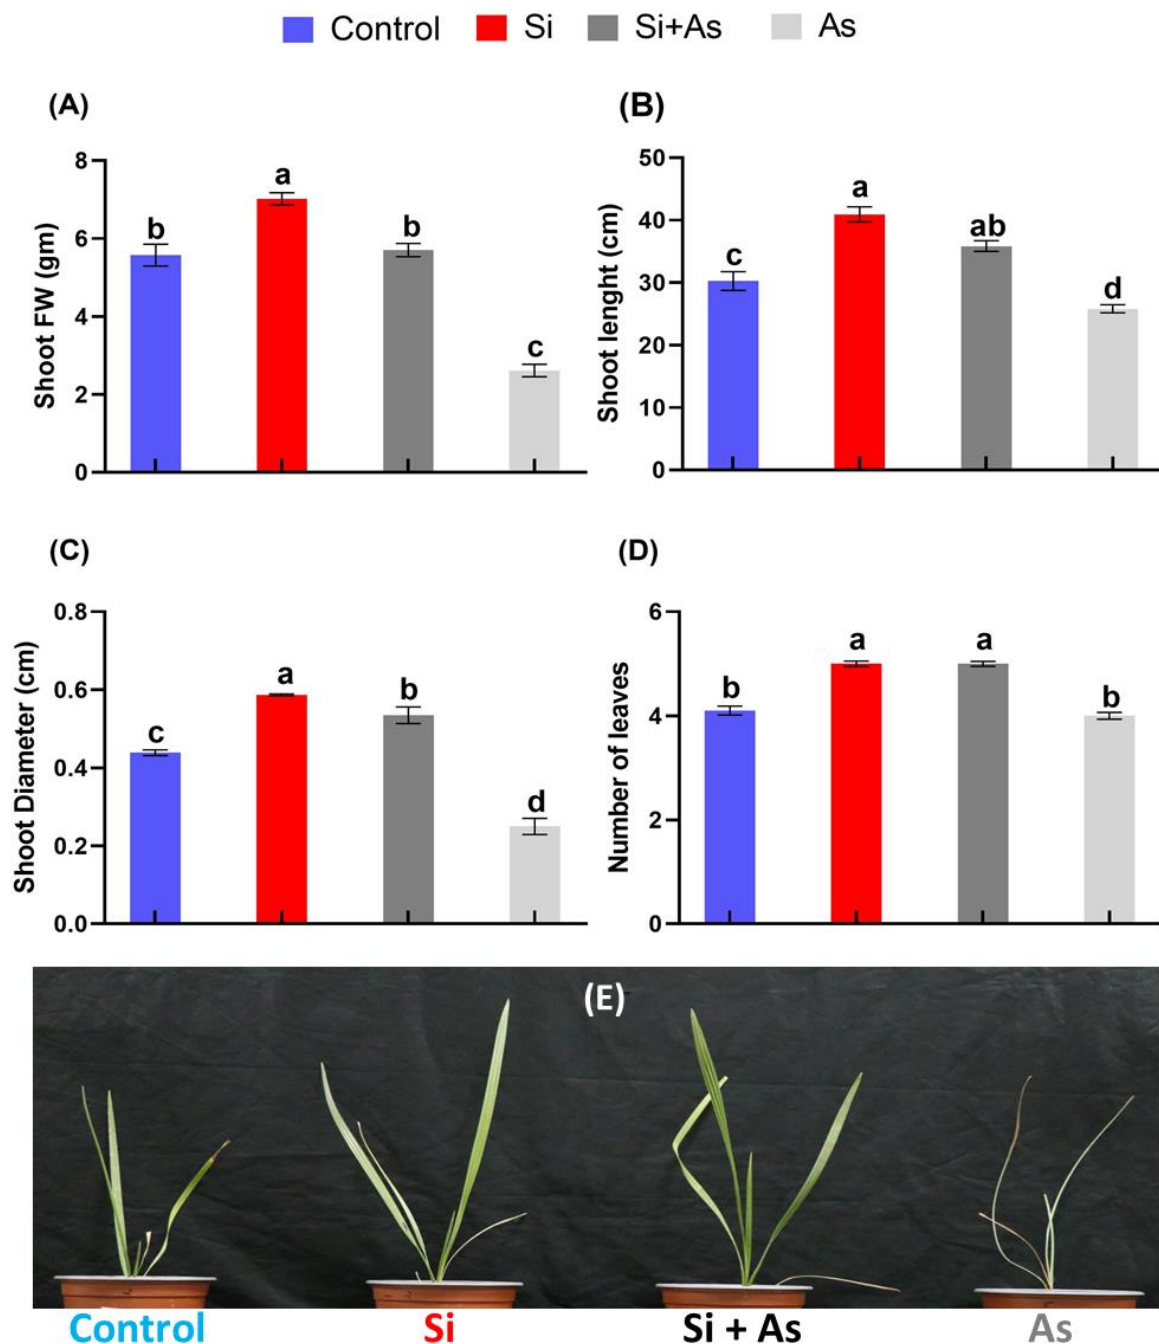 Control Si Si+As As
(A)
(B)
8
6
4
2
0
Shoot FW (gm)
b
a
b
c
50
40
30
20
10
0
Shoot lenght (cm)
c
a
ab
d
(C)
(D)
0.8
0.6
0.4
0.2
0.0
Shoot Diameter (cm)
c
a
b
d
6
4
2
0
Number of leaves
b
a
a
b
(E)
Control Si Si + As As